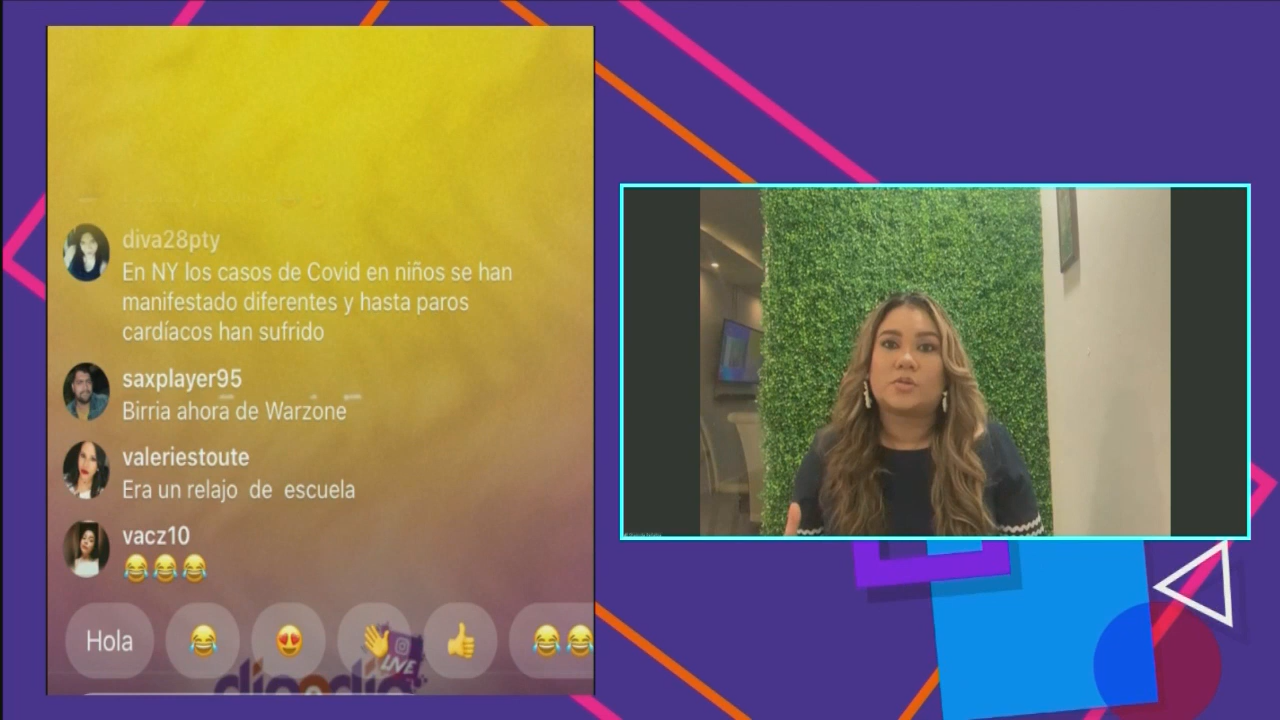 diva28pty
En NY los casos de Covid en niños se han
manifestado diferentes y hasta paros
cardíacos han sufrido
saxplayer95
Birria ahora de Warzone
valeriestoute
Era un relajo de escuela
vacz10
😂😂😂
Hola
LIVE